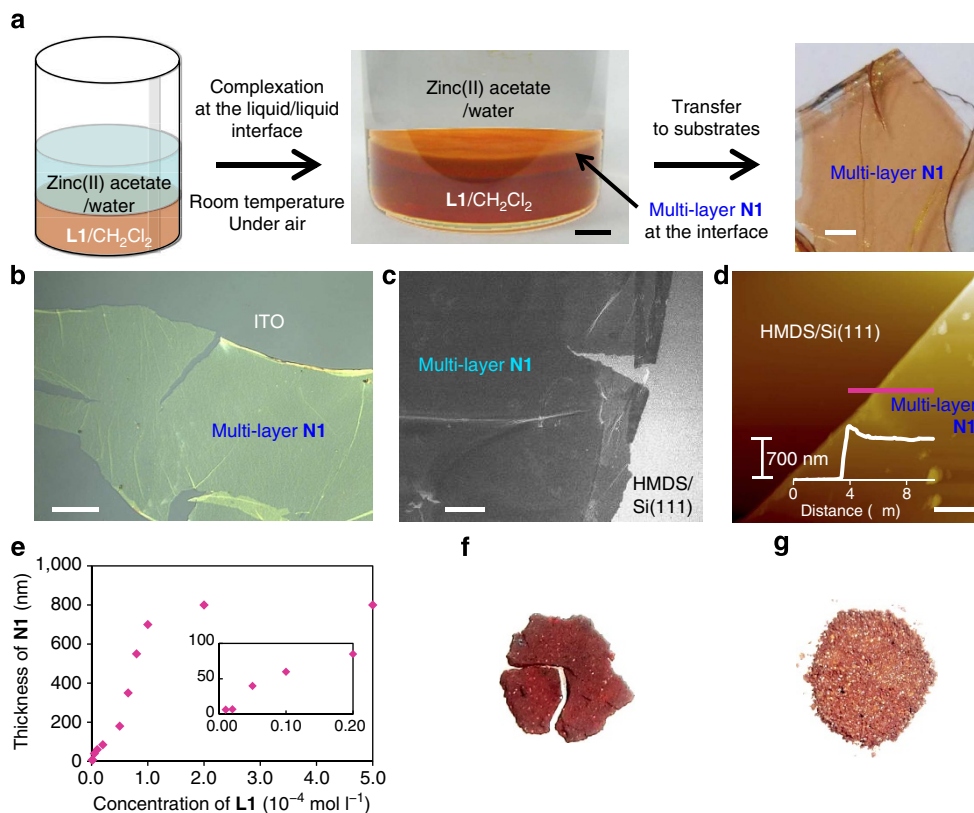 a
Zinc(II) acetate
/water
L1/CH₂Cl₂
Complexation
at the liquid/liquid
interface
Room temperature
Under air
Zinc(II) acetate
/water
L1/CH₂Cl₂
Transfer
to substrates
Multi-layer N1
at the interface
Multi-layer N1
b
ITO
Multi-layer N1
c
Multi-layer N1
HMDS/
Si(111)
d
HMDS/Si(111)
Multi-layer
N1
700 nm
0 4 8
Distance ( m)
e
Thickness of N1 (nm)
1,000
800
600
400
200
0
0.0 1.0 2.0 3.0 4.0 5.0
Concentration of L1 (10⁻⁴ mol l⁻¹)
100
50
0
0.00 0.10 0.20
f
g